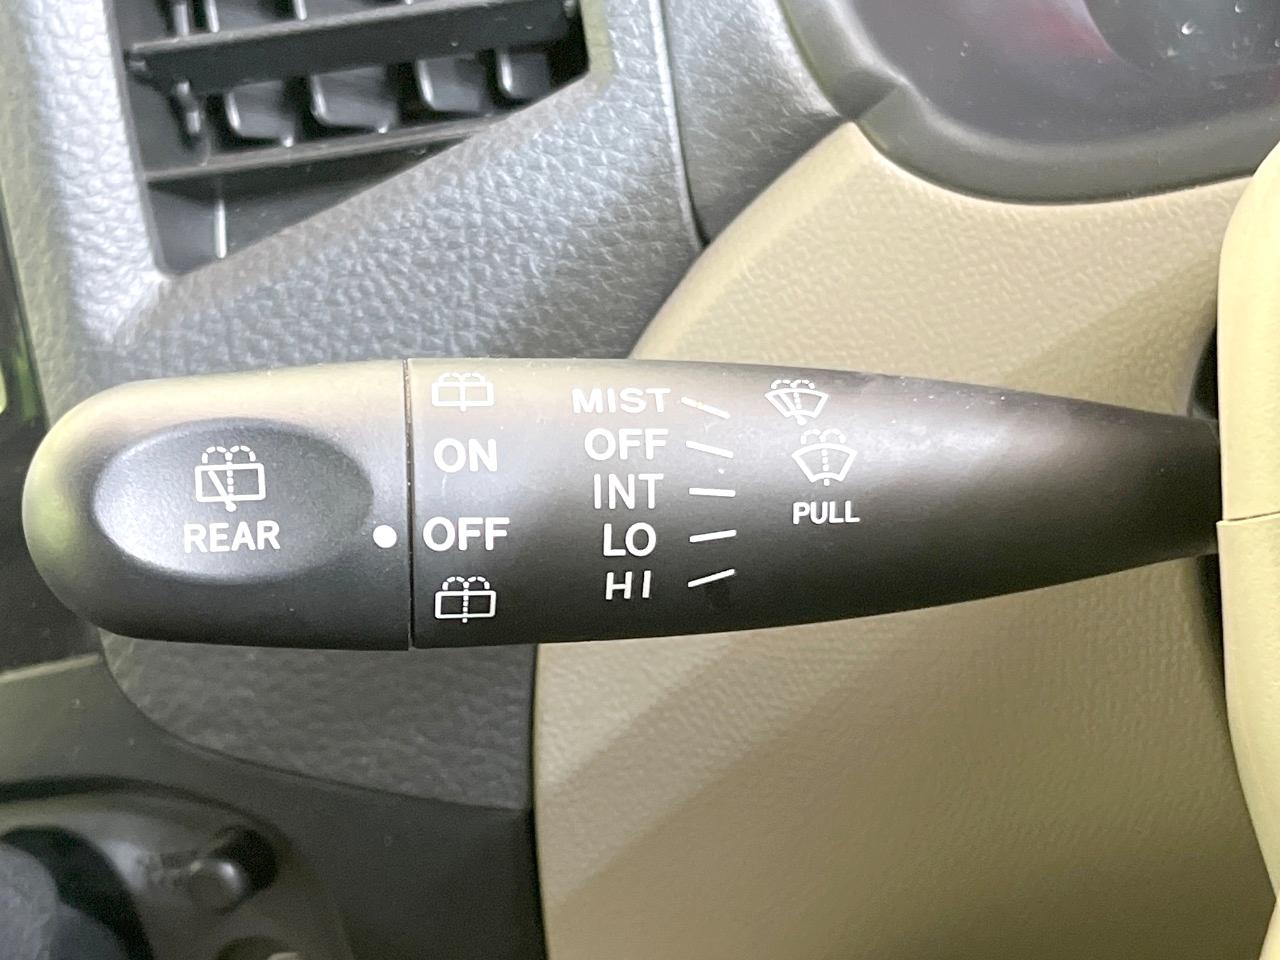 REAR
ON
OFF
MIST
OFF
INT
LO
HI
PULL